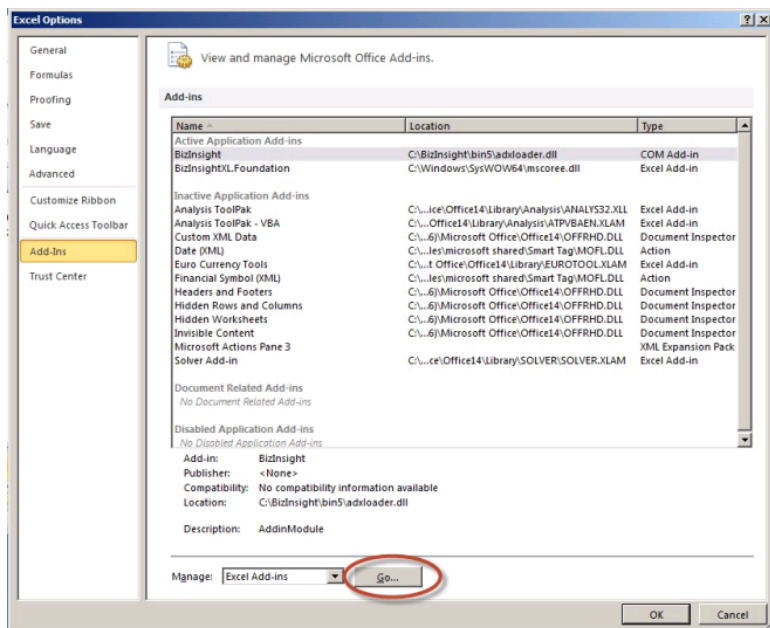 Excel Options
General
Formulas
Proofing
Save
Language
Advanced
Customize Ribbon
Quick Access Toolbar
Add-Ins
Trust Center
View and manage Microsoft Office Add-ins.
Add-ins
Name Location Type
Active Application Add-ins
BizInsight C:\BizInsight\bin5\adxloader.dll COM Add-in
BizInsightXL.Foundation C:\Windows\SysWOW64\mscoree.dll Excel Add-in
Inactive Application Add-ins
Analysis ToolPak C:\...ice\Office14\Library\Analysis\ANALYS32.XLL Excel Add-in
Analysis ToolPak - VBA C:\...Office14\Library\Analysis\ATPVBAEN.XLAM Excel Add-in
Custom XML Data C:\...6)\Microsoft Office\Office14\OFFRHD.DLL Document Inspector
Date (XML) C:\...les\microsoft shared\Smart Tag\MOFL.DLL Action
Euro Currency Tools C:\...t Office\Office14\Library\EUROTOOL.XLAM Excel Add-in
Financial Symbol (XML) C:\...les\microsoft shared\Smart Tag\MOFL.DLL Action
Headers and Footers C:\...6)\Microsoft Office\Office14\OFFRHD.DLL Document Inspector
Hidden Rows and Columns C:\...6)\Microsoft Office\Office14\OFFRHD.DLL Document Inspector
Hidden Worksheets C:\...6)\Microsoft Office\Office14\OFFRHD.DLL Document Inspector
Invisible Content C:\...6)\Microsoft Office\Office14\OFFRHD.DLL Document Inspector
Microsoft Actions Pane 3 XML Expansion Pack
Solver Add-in C:\...ce\Office14\Library\SOLVER\SOLVER.XLAM Excel Add-in
Document Related Add-ins
No Document Related Add-ins
Disabled Application Add-ins
No Disabled Application Add-ins
Add-in: BizInsight
Publisher: <None>
Compatibility: No compatibility information available
Location: C:\BizInsight\bin5\adxloader.dll
Description: AddinModule
Manage: Excel Add-ins Go...
OK Cancel